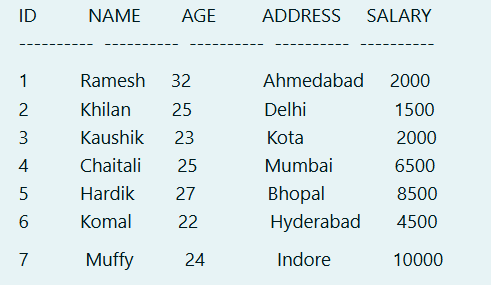 ID NAME AGE ADDRESS SALARY
---------- ---------- ---------- ---------- ----------
1 Ramesh 32 Ahmedabad 2000
2 Khilan 25 Delhi 1500
3 Kaushik 23 Kota 2000
4 Chaitali 25 Mumbai 6500
5 Hardik 27 Bhopal 8500
6 Komal 22 Hyderabad 4500
7 Muffy 24 Indore 10000